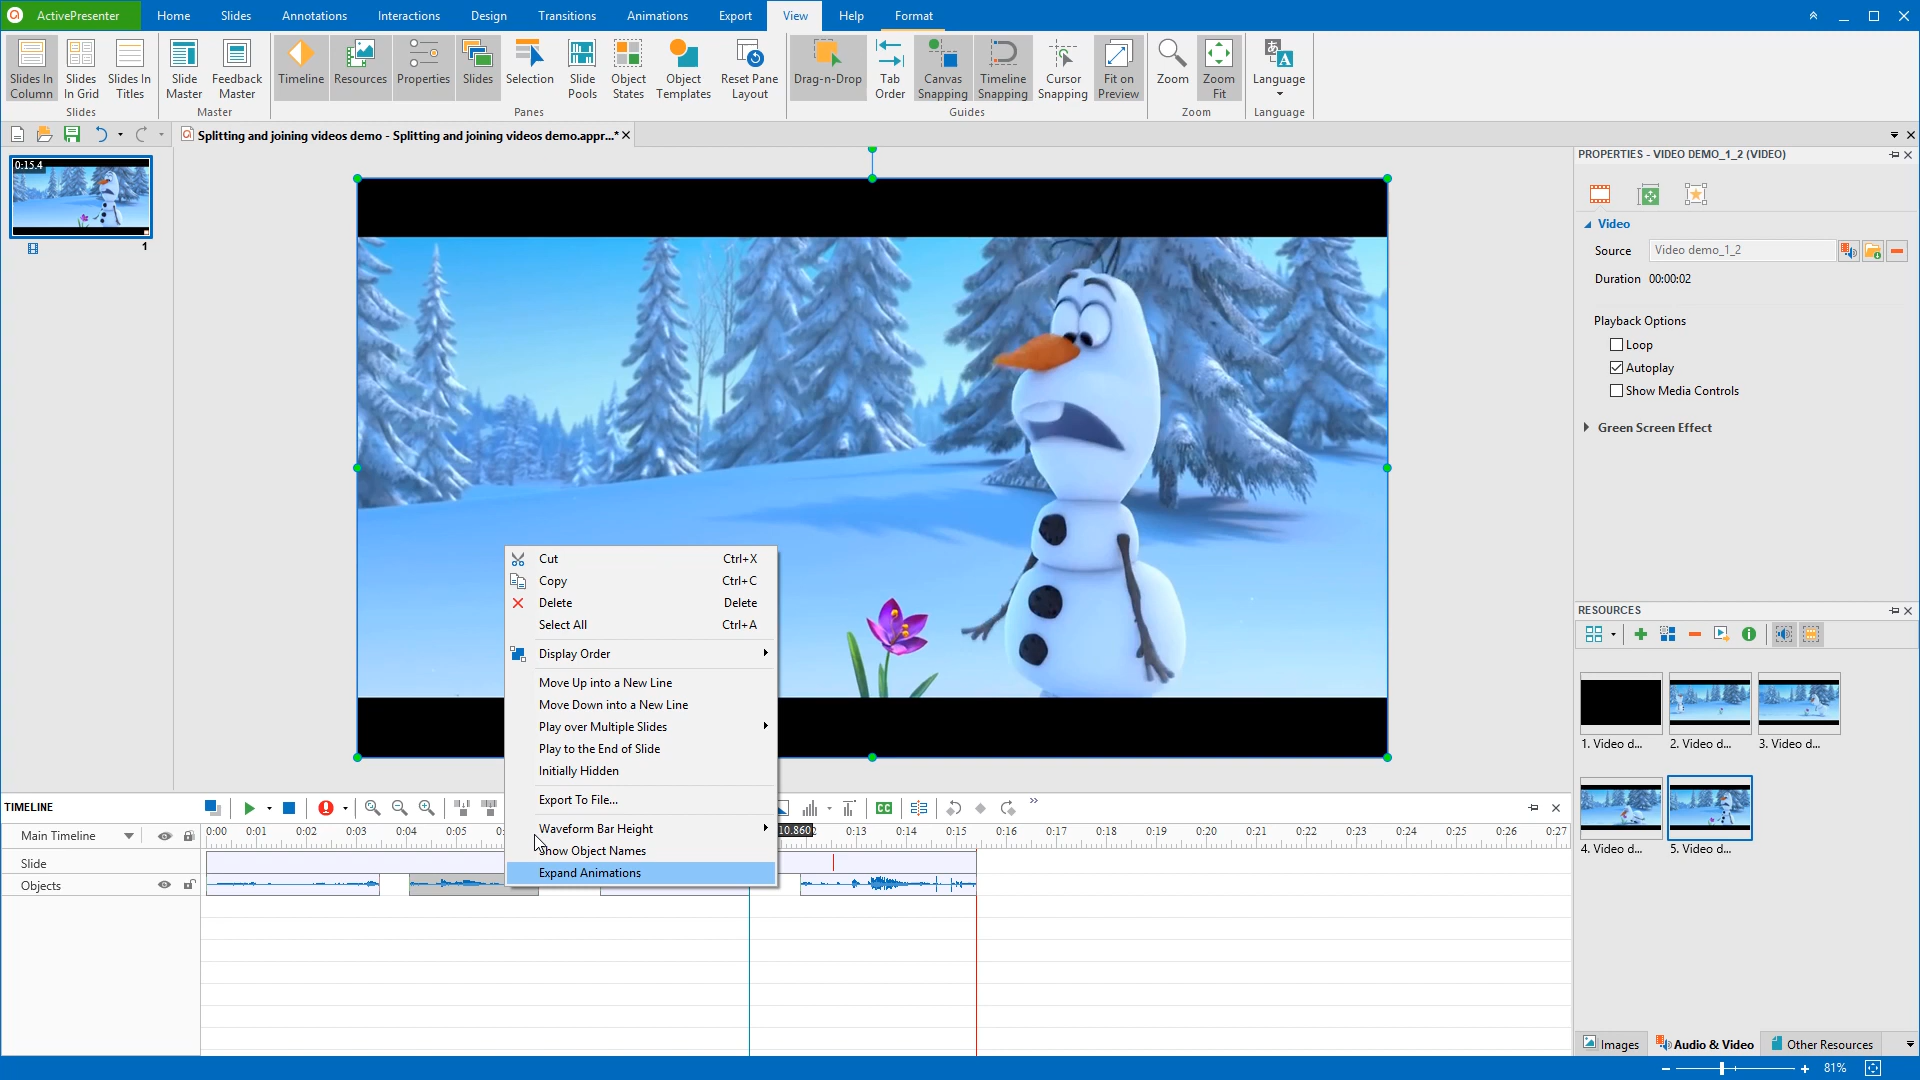 ActivePresenter Home Slides Annotations Interactions Design Transitions Animations Export View Help Format
Slides In Column
Slides In Grid
Slides In Titles
Slides
Slide Master
Feedback Master
Master
Timeline
Resources
Properties
Slides
Selection
Slide Pools
Object States
Object Templates
Reset Pane Layout
Panes
Drag-n-Drop
Tab Order
Canvas Snapping
Timeline Snapping
Cursor Snapping
Fit on Preview
Guides
Zoom
Zoom Fit
Zoom
Language
Language
Splitting and joining videos demo - Splitting and joining videos demo.appr...*
0:15.4
1
PROPERTIES - VIDEO DEMO_1_2 (VIDEO)
Video
Source Video demo_1_2
Duration 00:00:02
Playback Options
Loop
Autoplay
Show Media Controls
Green Screen Effect
Cut Ctrl+X
Copy Ctrl+C
Delete Delete
Select All Ctrl+A
Display Order
Move Up into a New Line
Move Down into a New Line
Play over Multiple Slides
Play to the End of Slide
Initially Hidden
Export To File...
Waveform Bar Height
Show Object Names
Expand Animations
RESOURCES
1. Video d... 2. Video d... 3. Video d...
4. Video d... 5. Video d...
Images Audio & Video Other Resources
TIMELINE
CC
Main Timeline 0:00 0:01 0:02 0:03 0:04 0:05 10.860 0:13 0:14 0:15 0:16 0:17 0:18 0:19 0:20 0:21 0:22 0:23 0:24 0:25 0:26 0:27
Slide
Objects
81%